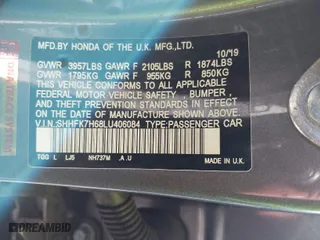 MFD.BY HONDA OF THE U.K. MFG.,LTD. 10/19
GVWR 3957LBS GAWR F 2105LBS R 1874LBS
GVWR 1795KG GAWR F 955KG R 850KG
THIS VEHICLE CONFORMS TO ALL APPLICABLE
FEDERAL MOTOR VEHICLE SAFETY,
BUMPER, AND THEFT PREVENTION STANDARDS
IN EFFECT ON THE DATE OF MANUFACTURE
SHOWN ABOVE.
V.I.N.:SHHFK7H68LU406084 TYPE:PASSENGER CAR
TGG L LJ5 NH737M .A.U MADE IN U.K.